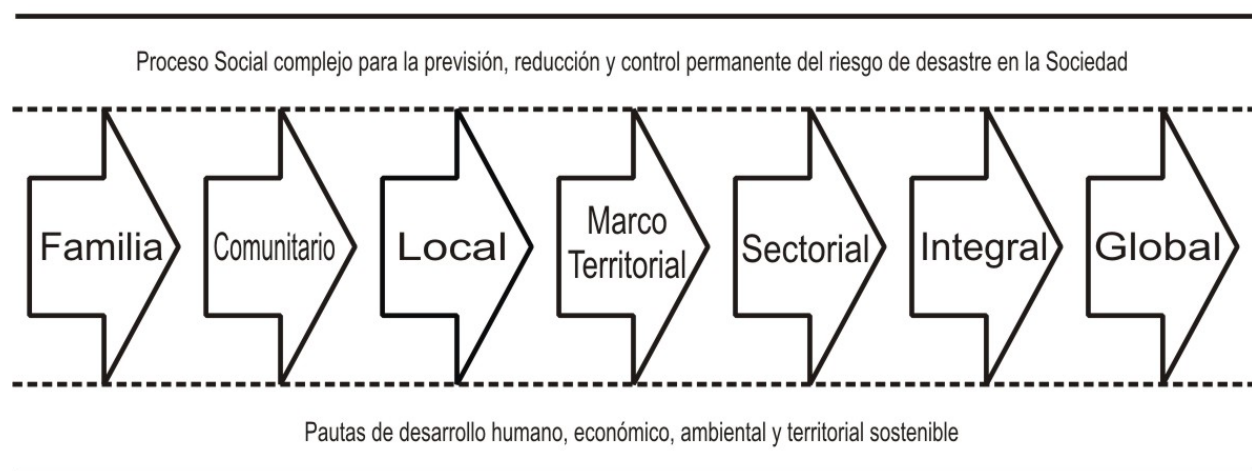 Proceso Social complejo para la previsión, reducción y control permanente del riesgo de desastre en la Sociedad
Familia
Comunitario
Local
Marco
Territorial
Sectorial
Integral
Global
Pautas de desarrollo humano, económico, ambiental y territorial sostenible